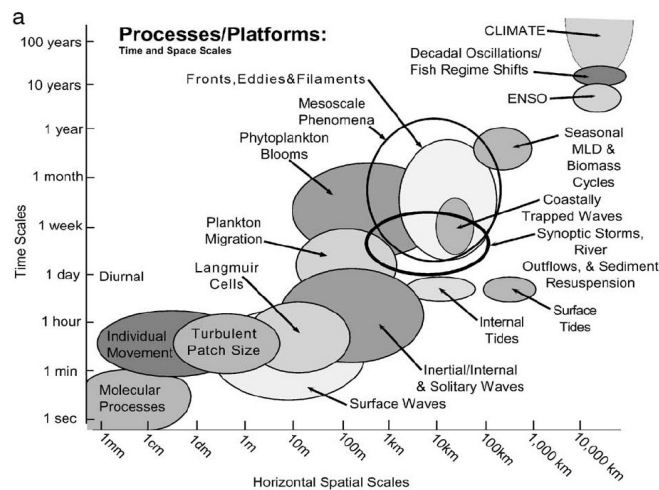 a
Processes/Platforms:
Time and Space Scales
CLIMATE
Decadal Oscillations/
Fish Regime Shifts
ENSO
Fronts, Eddies&Filaments
Mesoscale
Phenomena
Phytoplankton
Blooms
Seasonal
MLD &
Biomass
Cycles
Plankton
Migration
Coastally
Trapped Waves
Synoptic Storms,
River
Outflows, & Sediment
Resuspension
Langmuir
Cells
Diurnal
Internal
Tides
Surface
Tides
Individual
Movement
Turbulent
Patch Size
Inertial/Internal
& Solitary Waves
Surface Waves
Molecular
Processes
Time Scales
100 years
10 years
1 year
1 month
1 week
1 day
1 hour
1 min
1 sec
1mm
1cm
1dm
1m
10m
100m
1km
10km
100km
1,000 km
10,000 km
Horizontal Spatial Scales